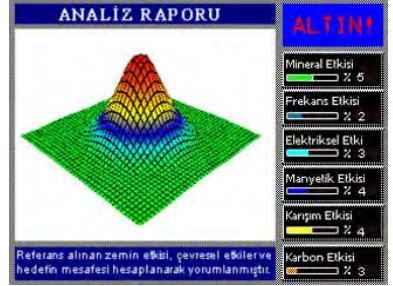 ANALİZ RAPORU
ALTIN!
Mineral Etkisi
% 5
Frekans Etkisi
% 2
Elektriksel Etki
% 3
Manyetik Etki
% 4
Karışım Etkisi
% 4
Karbon Etkisi
% 3
Referans alınan zemin etkisi, çevresel etkiler ve
hedefin mesafesi hesaplanarak yorumlanmıştır.